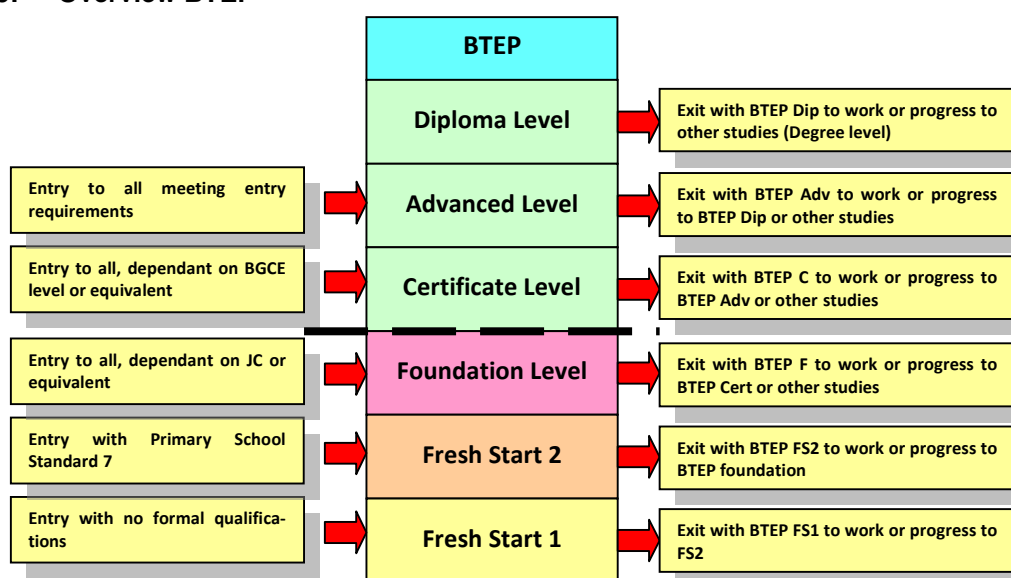 Overview BTEP
BTEP
Diploma Level
Exit with BTEP Dip to work or progress to
other studies (Degree level)
Entry to all meeting entry
requirements
Advanced Level
Exit with BTEP Adv to work or progress
to BTEP Dip or other studies
Entry to all, dependant on BGCE
level or equivalent
Certificate Level
Exit with BTEP C to work or progress to
BTEP Adv or other studies
Entry to all, dependant on JC or
equivalent
Foundation Level
Exit with BTEP F to work or progress to
BTEP Cert or other studies
Entry with Primary School
Standard 7
Fresh Start 2
Exit with BTEP FS2 to work or progress to
BTEP foundation
Entry with no formal qualifica-
tions
Fresh Start 1
Exit with BTEP FS1 to work or progress to
FS2